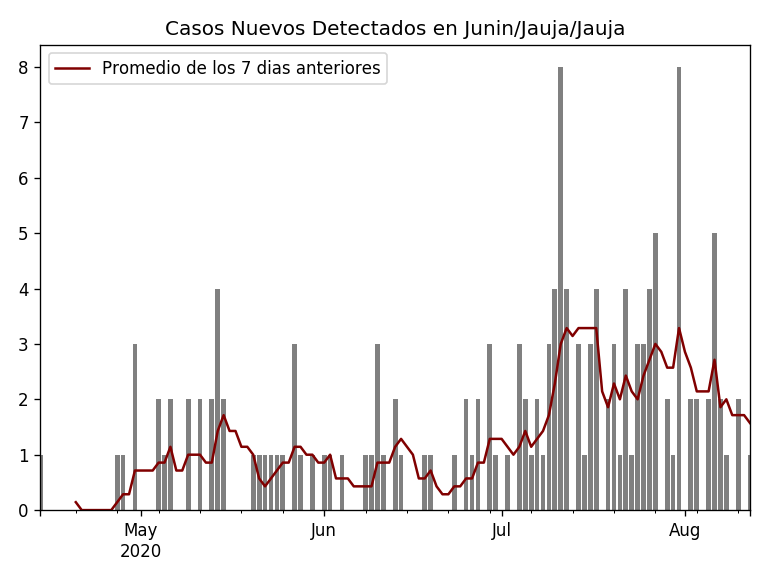 Casos Nuevos Detectados en Junin/Jauja/Jauja
Promedio de los 7 dias anteriores
8
7
6
5
4
3
2
1
0
May
2020
Jun
Jul
Aug